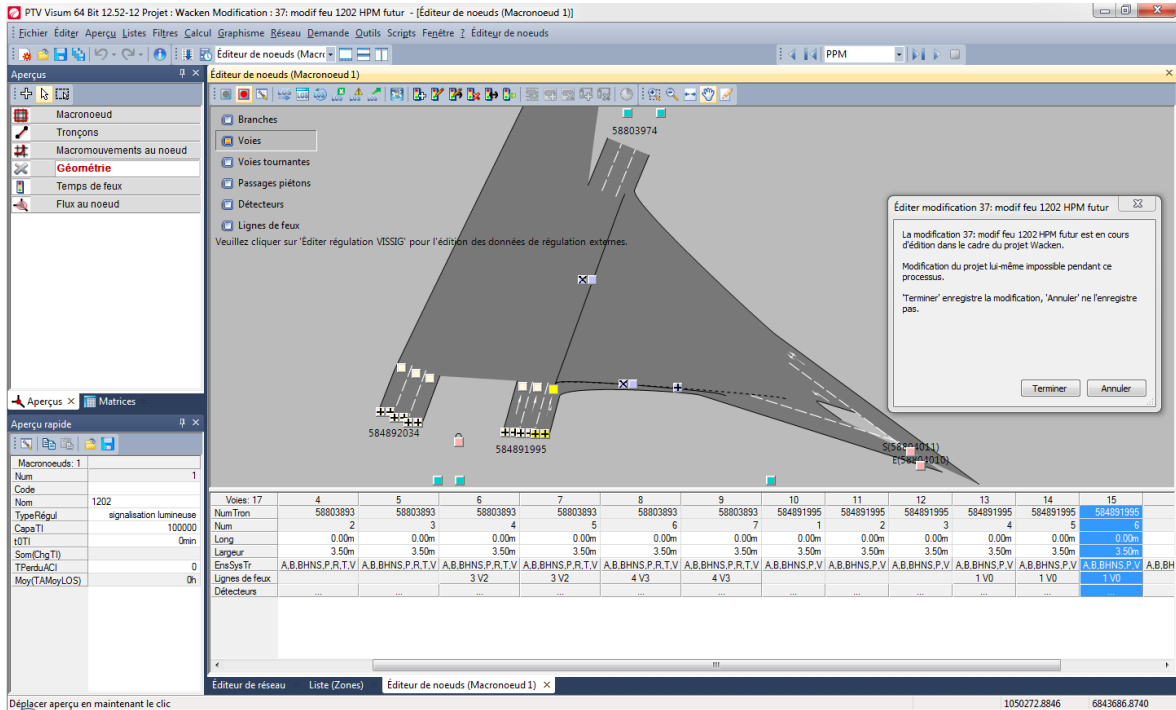 PTV Visum 64 Bit 12.52-12 Projet : Wacken Modification : 37: modif feu 1202 HPM futur - [Éditeur de noeuds (Macronoeud 1)]
Fichier Éditer Aperçu Listes Filtres Calcul Graphisme Réseau Demande Outils Scripts Fenêtre ? Éditeur de noeuds
Éditeur de noeuds (Macro
PPM
Aperçus
Macronoeud
Tronçons
Macromouvements au noeud
Géométrie
Temps de feux
Flux au noeud
Aperçus
Matrices
Éditeur de noeuds (Macronoeud 1)
Branches
Voies
Voies tournantes
Passages piétons
Détecteurs
Lignes de feux
Veuillez cliquer sur 'Éditer régulation VISSIG' pour l'édition des données de régulation externes.
58803974
584892034
584891995
S(58804011)
E(58804010)
Éditer modification 37: modif feu 1202 HPM futur
La modification 37: modif feu 1202 HPM futur est en cours
d'édition dans le cadre du projet Wacken.
Modification du projet lui-même impossible pendant ce
processus.
'Terminer' enregistre la modification, 'Annuler' ne l'enregistre
pas.
Terminer Annuler
Aperçu rapide
Macronoeuds: 1
Num 1
Code
Nom 1202
TypeRégul signalisation lumineuse
CapaTI 100000
t0TI 0min
Som(ChgTI)
TPerduACI 0
Moy(TAMoyLOS) 0h
Voies: 17 4 5 6 7 8 9 10 11 12 13 14 15
NumTron 58803893 58803893 58803893 58803893 58803893 58803893 584891995 584891995 584891995 584891995 584891995 584891995
Num 2 3 4 5 6 7 1 2 3 4 5 6
Long 0.00m 0.00m 0.00m 0.00m 0.00m 0.00m 0.00m 0.00m 0.00m 0.00m 0.00m 0.00m
Largeur 3.50m 3.50m 3.50m 3.50m 3.50m 3.50m 3.50m 3.50m 3.50m 3.50m 3.50m 3.50m
EnsSysTr A,B,BHNS,P,R,T,V A,B,BHNS,P,R,T,V A,B,BHNS,P,R,T,V A,B,BHNS,P,R,T,V A,B,BHNS,P,R,T,V A,B,BHNS,P,R,T,V A,B,BHNS,P,V A,B,BHNS,P,V A,B,BHNS,P,V A,B,BHNS,P,V A,B,BHNS,P,V A,B,BHNS,P,V A,B,BH
Lignes de feux 3 V2 3 V2 4 V3 4 V3 1 V0 1 V0 1 V0
Détecteurs ... ... ... ... ... ... ... ... ... ... ... ...
Éditeur de réseau Liste (Zones) Éditeur de noeuds (Macronoeud 1)
Déplacer aperçu en maintenant le clic 1050272.8846 6843686.8740